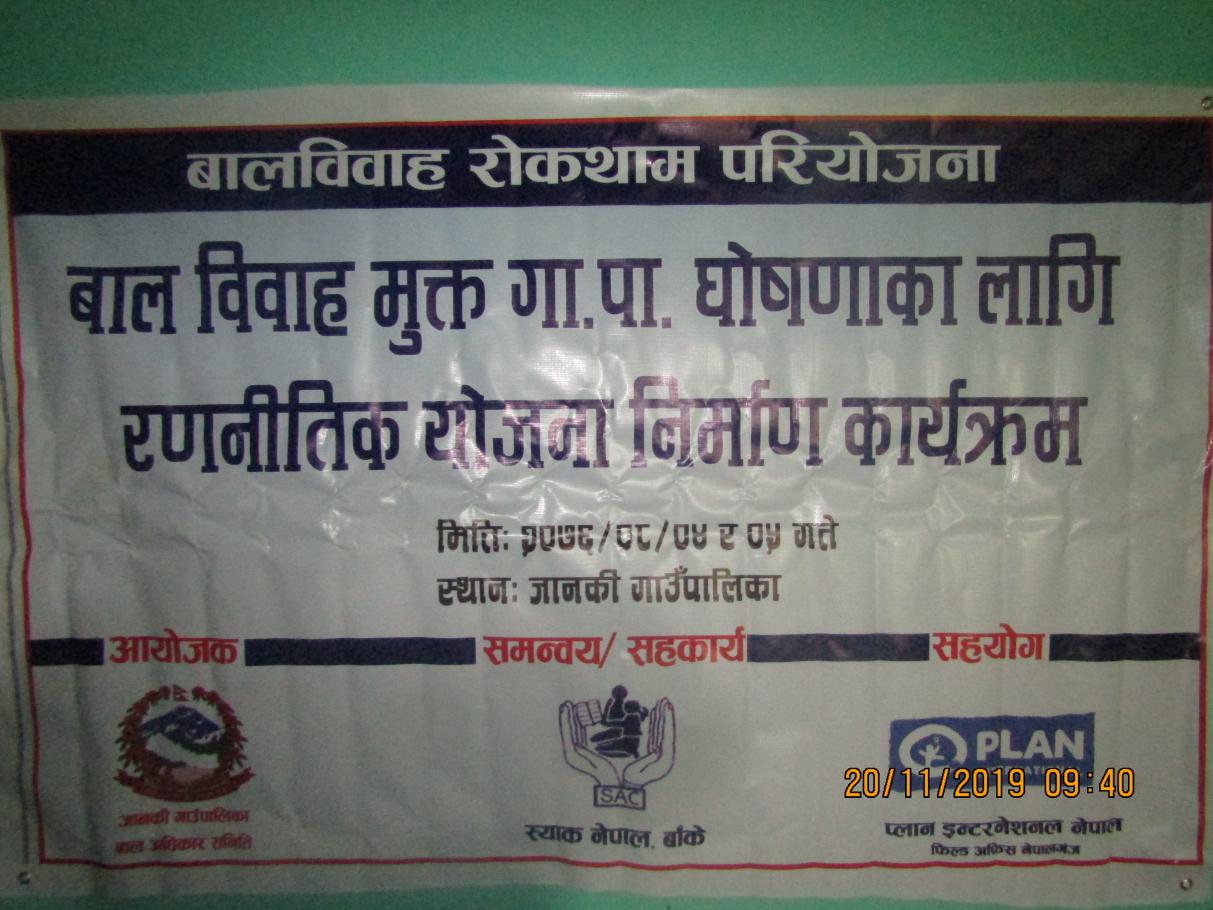 बालविवाह रोकथाम परियोजना
बाल विवाह मुक्त गा.पा. घोषणाका लागि
रणनीतिक योजना निर्माण कार्यक्रम
मितिः २०७६/०८/०४ र ०५ गते
स्थानः जानकी गाउँपालिका
आयोजक समन्वय/ सहकार्य सहयोग
SAC
PLAN
20/11/2019 09:40
जानकी गाउँपालिका
बाल अधिकार समिति
स्याक नेपाल, बाँके
प्लान इन्टरनेशनल नेपाल
फिल्ड अफिस नेपालगंज